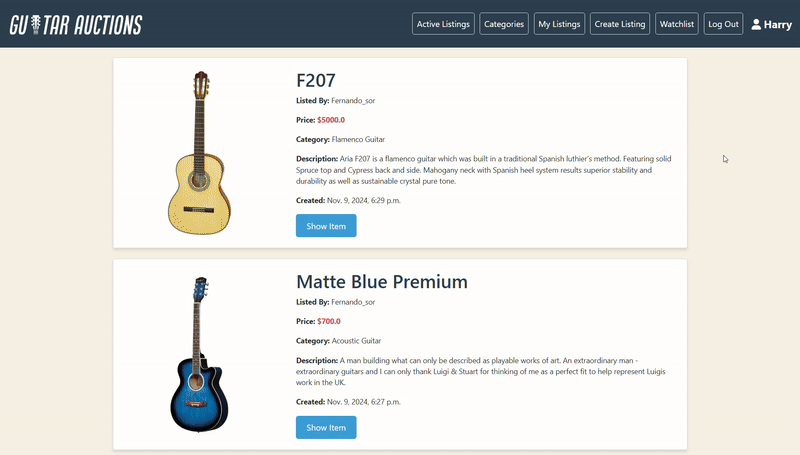 GUITAR AUCTIONS
Active Listings
Categories
My Listings
Create Listing
Watchlist
Log Out
Harry
F207
Listed By: Fernando_sor
Price: $5000.0
Category: Flamenco Guitar
Description: Aria F207 is a flamenco guitar which was built in a traditional Spanish luthier's method. Featuring solid
Spruce top and Cypress back and side. Mahogany neck with Spanish heel system results superior stability and
durability as well as sustainable crystal pure tone.
Created: Nov. 9, 2024, 6:29 p.m.
Show Item
Matte Blue Premium
Listed By: Fernando_sor
Price: $700.0
Category: Acoustic Guitar
Description: A man building what can only be described as playable works of art. An extraordinary man -
extraordinary guitars and I can only thank Luigi & Stuart for thinking of me as a perfect fit to help represent Luigis
work in the UK.
Created: Nov. 9, 2024, 6:27 p.m.
Show Item